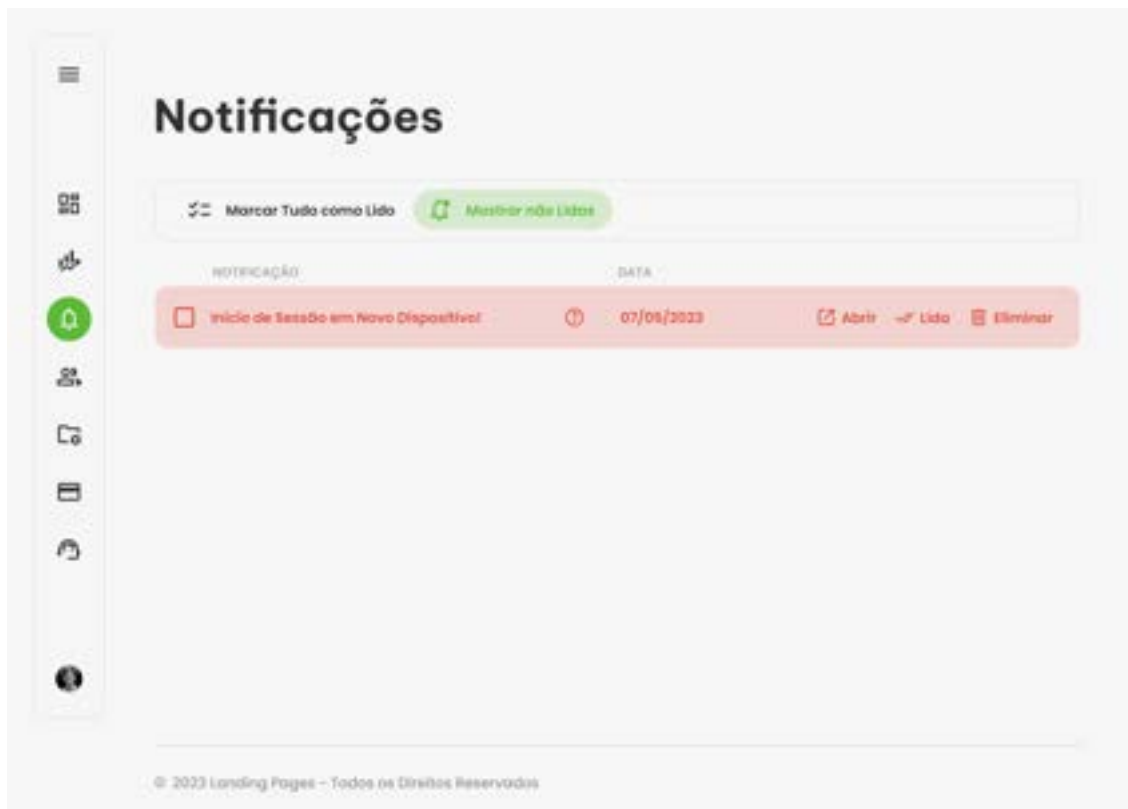 Notificações
Marcar Tudo como Lido Mostrar não Lidas
NOTIFICAÇÃO DATA
Início de Sessão em Novo Dispositivo! 07/05/2023 Abrir Lida Eliminar
© 2023 Landing Pages - Todos os Direitos Reservados